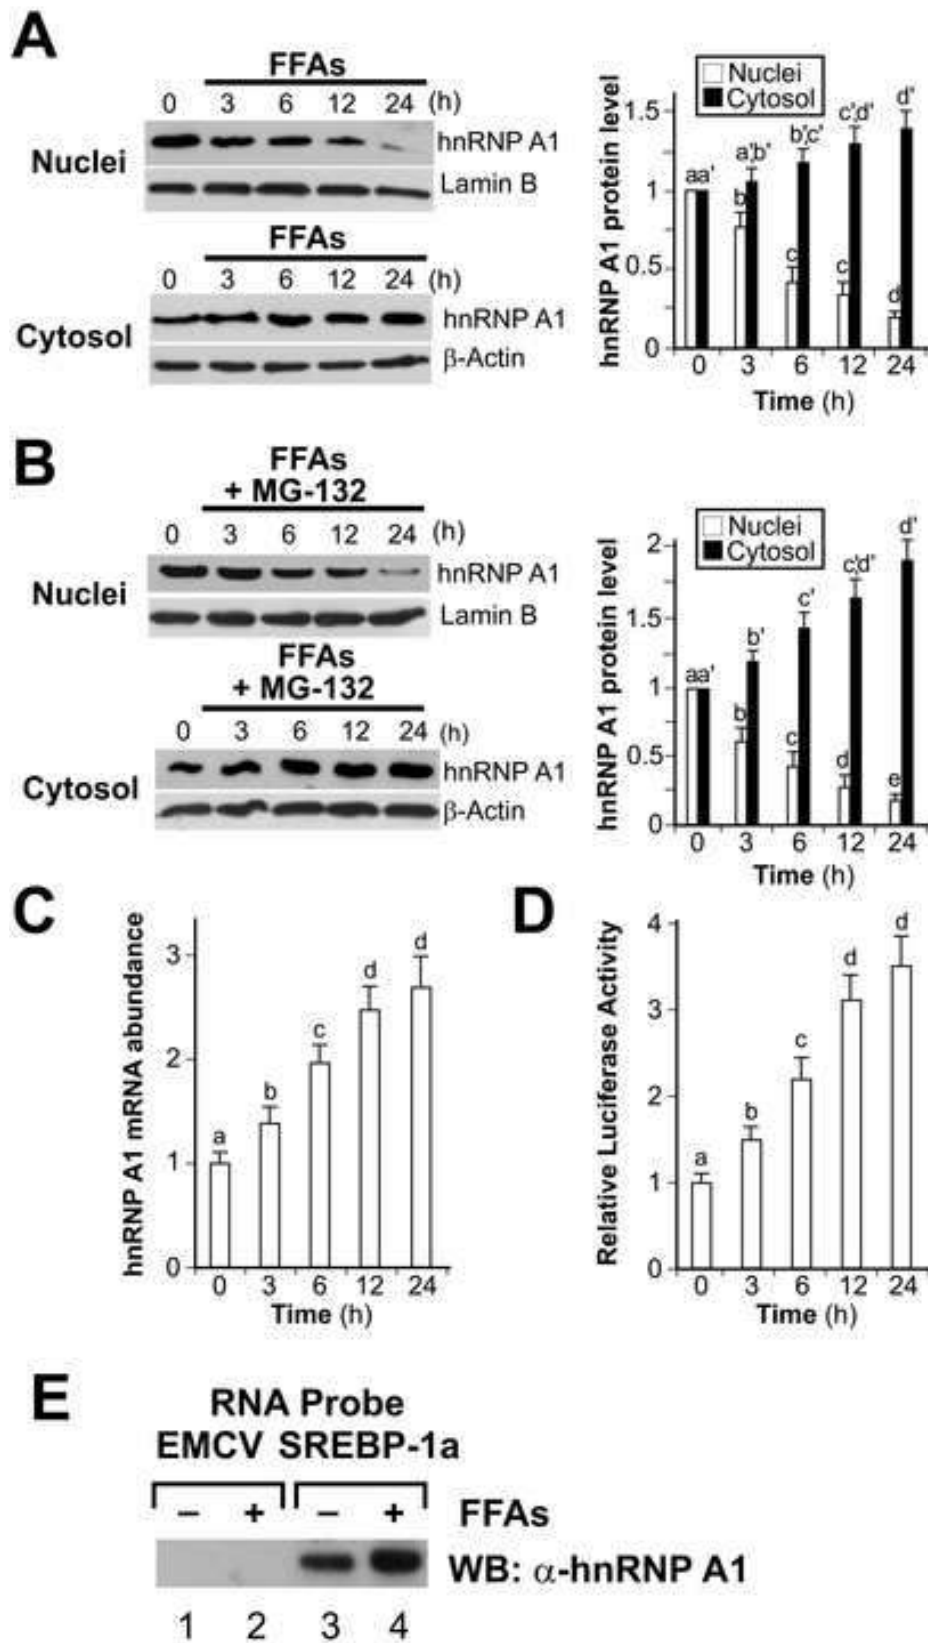 A
FFAs
0 3 6 12 24 (h)
Nuclei
hnRNP A1
Lamin B
FFAs
0 3 6 12 24 (h)
Cytosol
hnRNP A1
β-Actin
Nuclei
Cytosol
hnRNP A1 protein level
1.5
1
0.5
0
aa' b a'b' c b'c' c c'd' d d'
0 3 6 12 24
Time (h)
B
FFAs
+ MG-132
0 3 6 12 24 (h)
Nuclei
hnRNP A1
Lamin B
FFAs
+ MG-132
0 3 6 12 24 (h)
Cytosol
hnRNP A1
β-Actin
Nuclei
Cytosol
hnRNP A1 protein level
2
1.5
1
0.5
0
aa' b b' c c' d c'd' e d'
0 3 6 12 24
Time (h)
C
hnRNP A1 mRNA abundance
3
2
1
0
a b c d d
0 3 6 12 24
Time (h)
D
Relative Luciferase Activity
4
3
2
1
0
a b c d d
0 3 6 12 24
Time (h)
E
RNA Probe
EMCV SREBP-1a
– + – + FFAs
WB: α-hnRNP A1
1 2 3 4